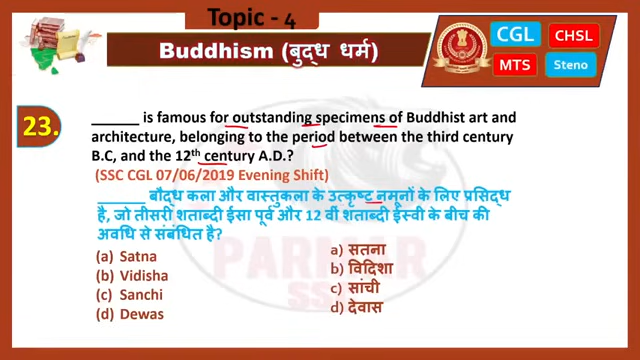 Topic - 4
Buddhism (बुद्ध धर्म)
CGL
CHSL
MTS
Steno
23.
______ is famous for outstanding specimens of Buddhist art and
architecture, belonging to the period between the third century
B.C, and the 12th century A.D.?
(SSC CGL 07/06/2019 Evening Shift)
______ बौद्ध कला और वास्तुकला के उत्कृष्ट नमूनों के लिए प्रसिद्ध
है, जो तीसरी शताब्दी ईसा पूर्व और 12 वीं शताब्दी ईस्वी के बीच की
अवधि से संबंधित है?
(a) Satna
(b) Vidisha
(c) Sanchi
(d) Dewas
a) सतना
b) विदिशा
c) सांची
d) देवास
PARMAR
SSC